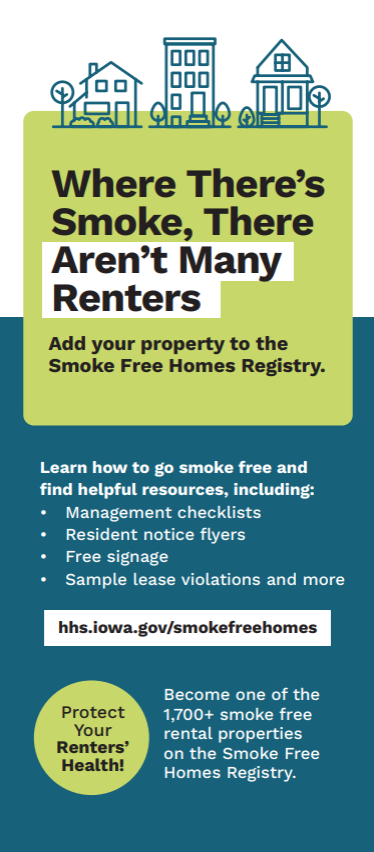 Where There’s
Smoke, There
Aren’t Many
Renters
Add your property to the
Smoke Free Homes Registry.
Learn how to go smoke free and
find helpful resources, including:
• Management checklists
• Resident notice flyers
• Free signage
• Sample lease violations and more
hhs.iowa.gov/smokefreehomes
Protect
Your
Renters’
Health!
Become one of the
1,700+ smoke free
rental properties
on the Smoke Free
Homes Registry.